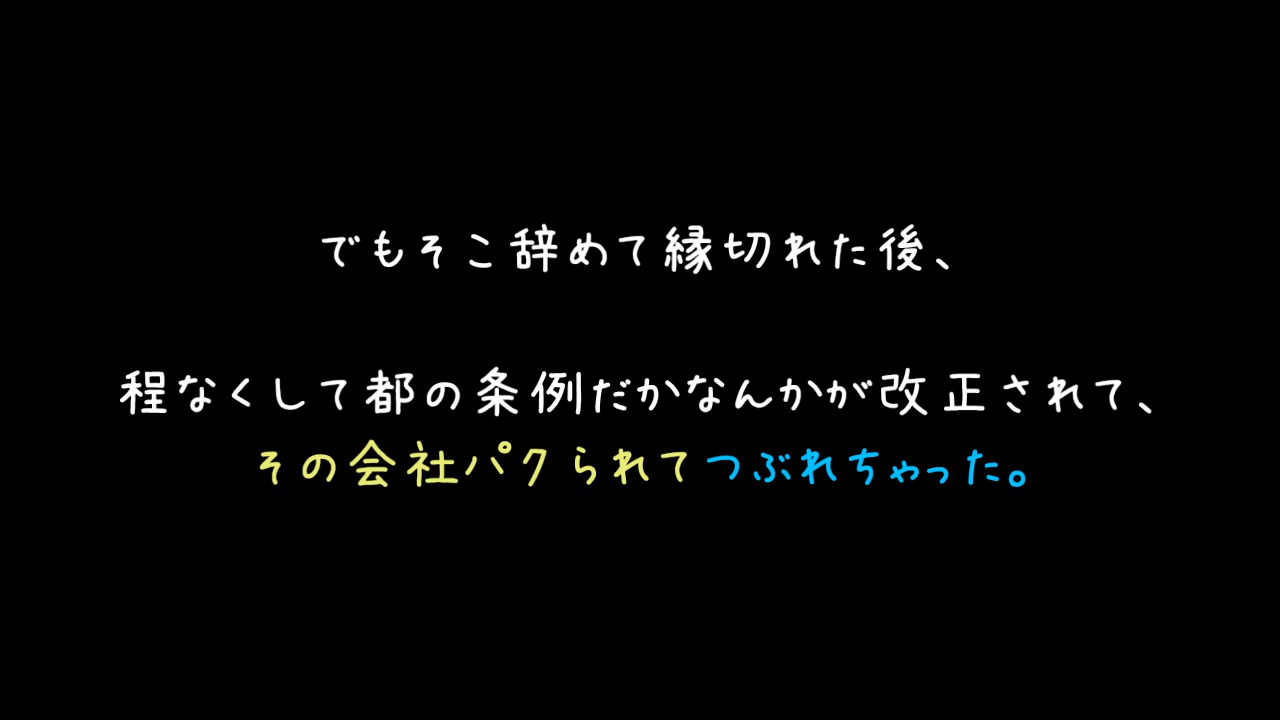 でもそこ辞めて縁切れた後、
程なくして都の条例だかなんかが改正されて、
その会社パクられてつぶれちゃった。